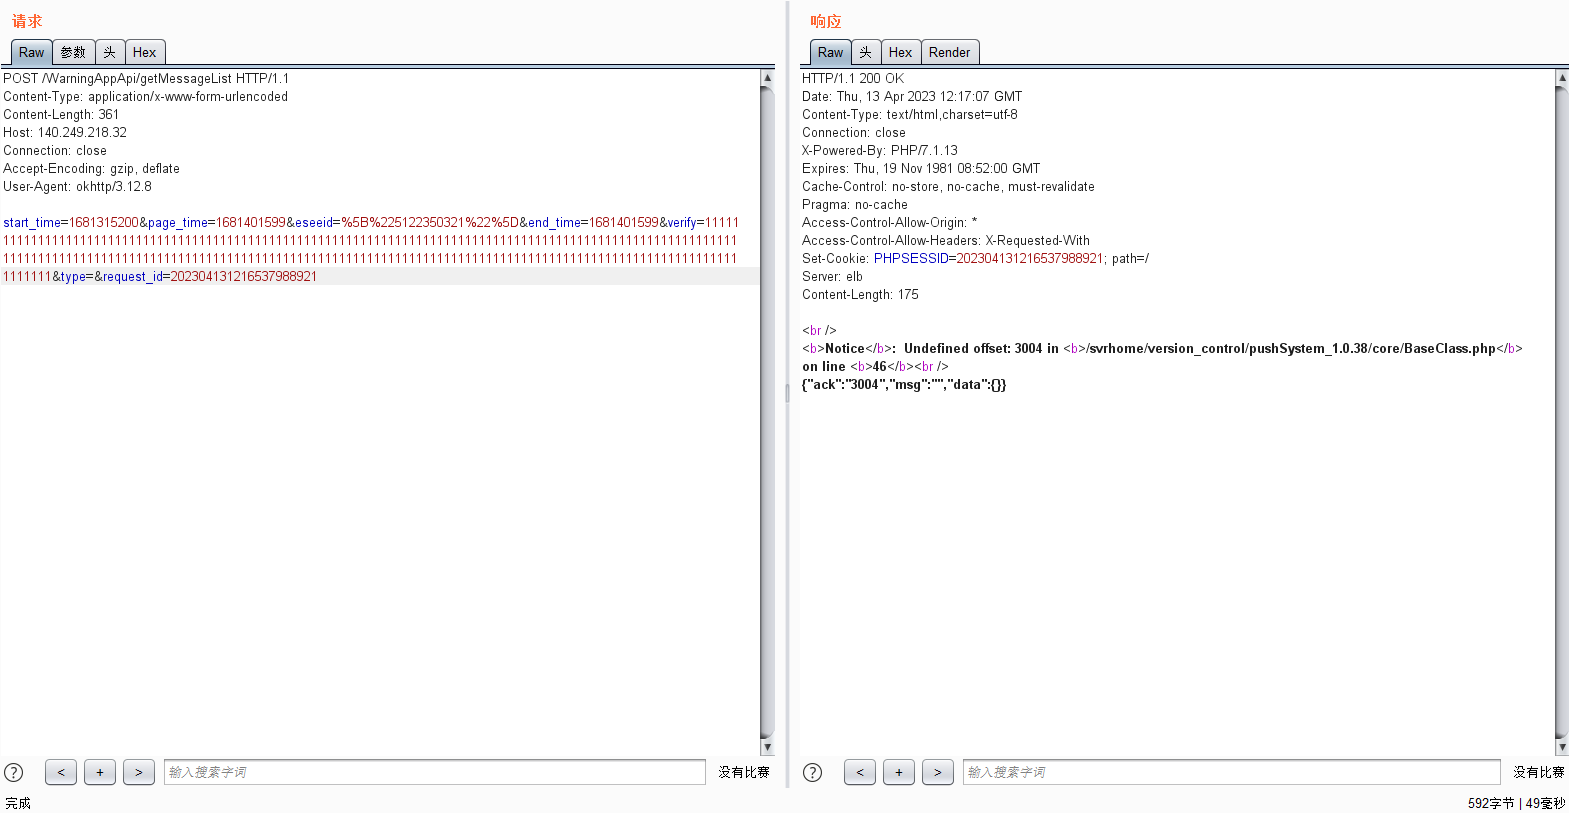 请求
Raw 参数 头 Hex
POST /WarningAppApi/getMessageList HTTP/1.1
Content-Type: application/x-www-form-urlencoded
Content-Length: 361
Host: 140.249.218.32
Connection: close
Accept-Encoding: gzip, deflate
User-Agent: okhttp/3.12.8
start_time=1681315200&page_time=1681401599&eseeid=%5B%225122350321%22%5D&end_time=1681401599&verify=11111
111111111111111111111111111111111111111111111111111111111111111111111111111111111111111111111111111111111
111111111111111111111111111111111111111111111111111111111111111111111111111111111111111111111111111111111
1111111&type=&request_id=202304131216537988921
? < + > 输入搜索字词 没有比赛
完成
响应
Raw 头 Hex Render
HTTP/1.1 200 OK
Date: Thu, 13 Apr 2023 12:17:07 GMT
Content-Type: text/html,charset=utf-8
Connection: close
X-Powered-By: PHP/7.1.13
Expires: Thu, 19 Nov 1981 08:52:00 GMT
Cache-Control: no-store, no-cache, must-revalidate
Pragma: no-cache
Access-Control-Allow-Origin: *
Access-Control-Allow-Headers: X-Requested-With
Set-Cookie: PHPSESSID=202304131216537988921; path=/
Server: elb
Content-Length: 175
<br />
<b>Notice</b>:  Undefined offset: 3004 in <b>/svrhome/version_control/pushSystem_1.0.38/core/BaseClass.php</b>
on line <b>46</b><br />
{"ack":"3004","msg":"","data":{}}
? < + > 输入搜索字词 没有比赛
592字节 | 49毫秒